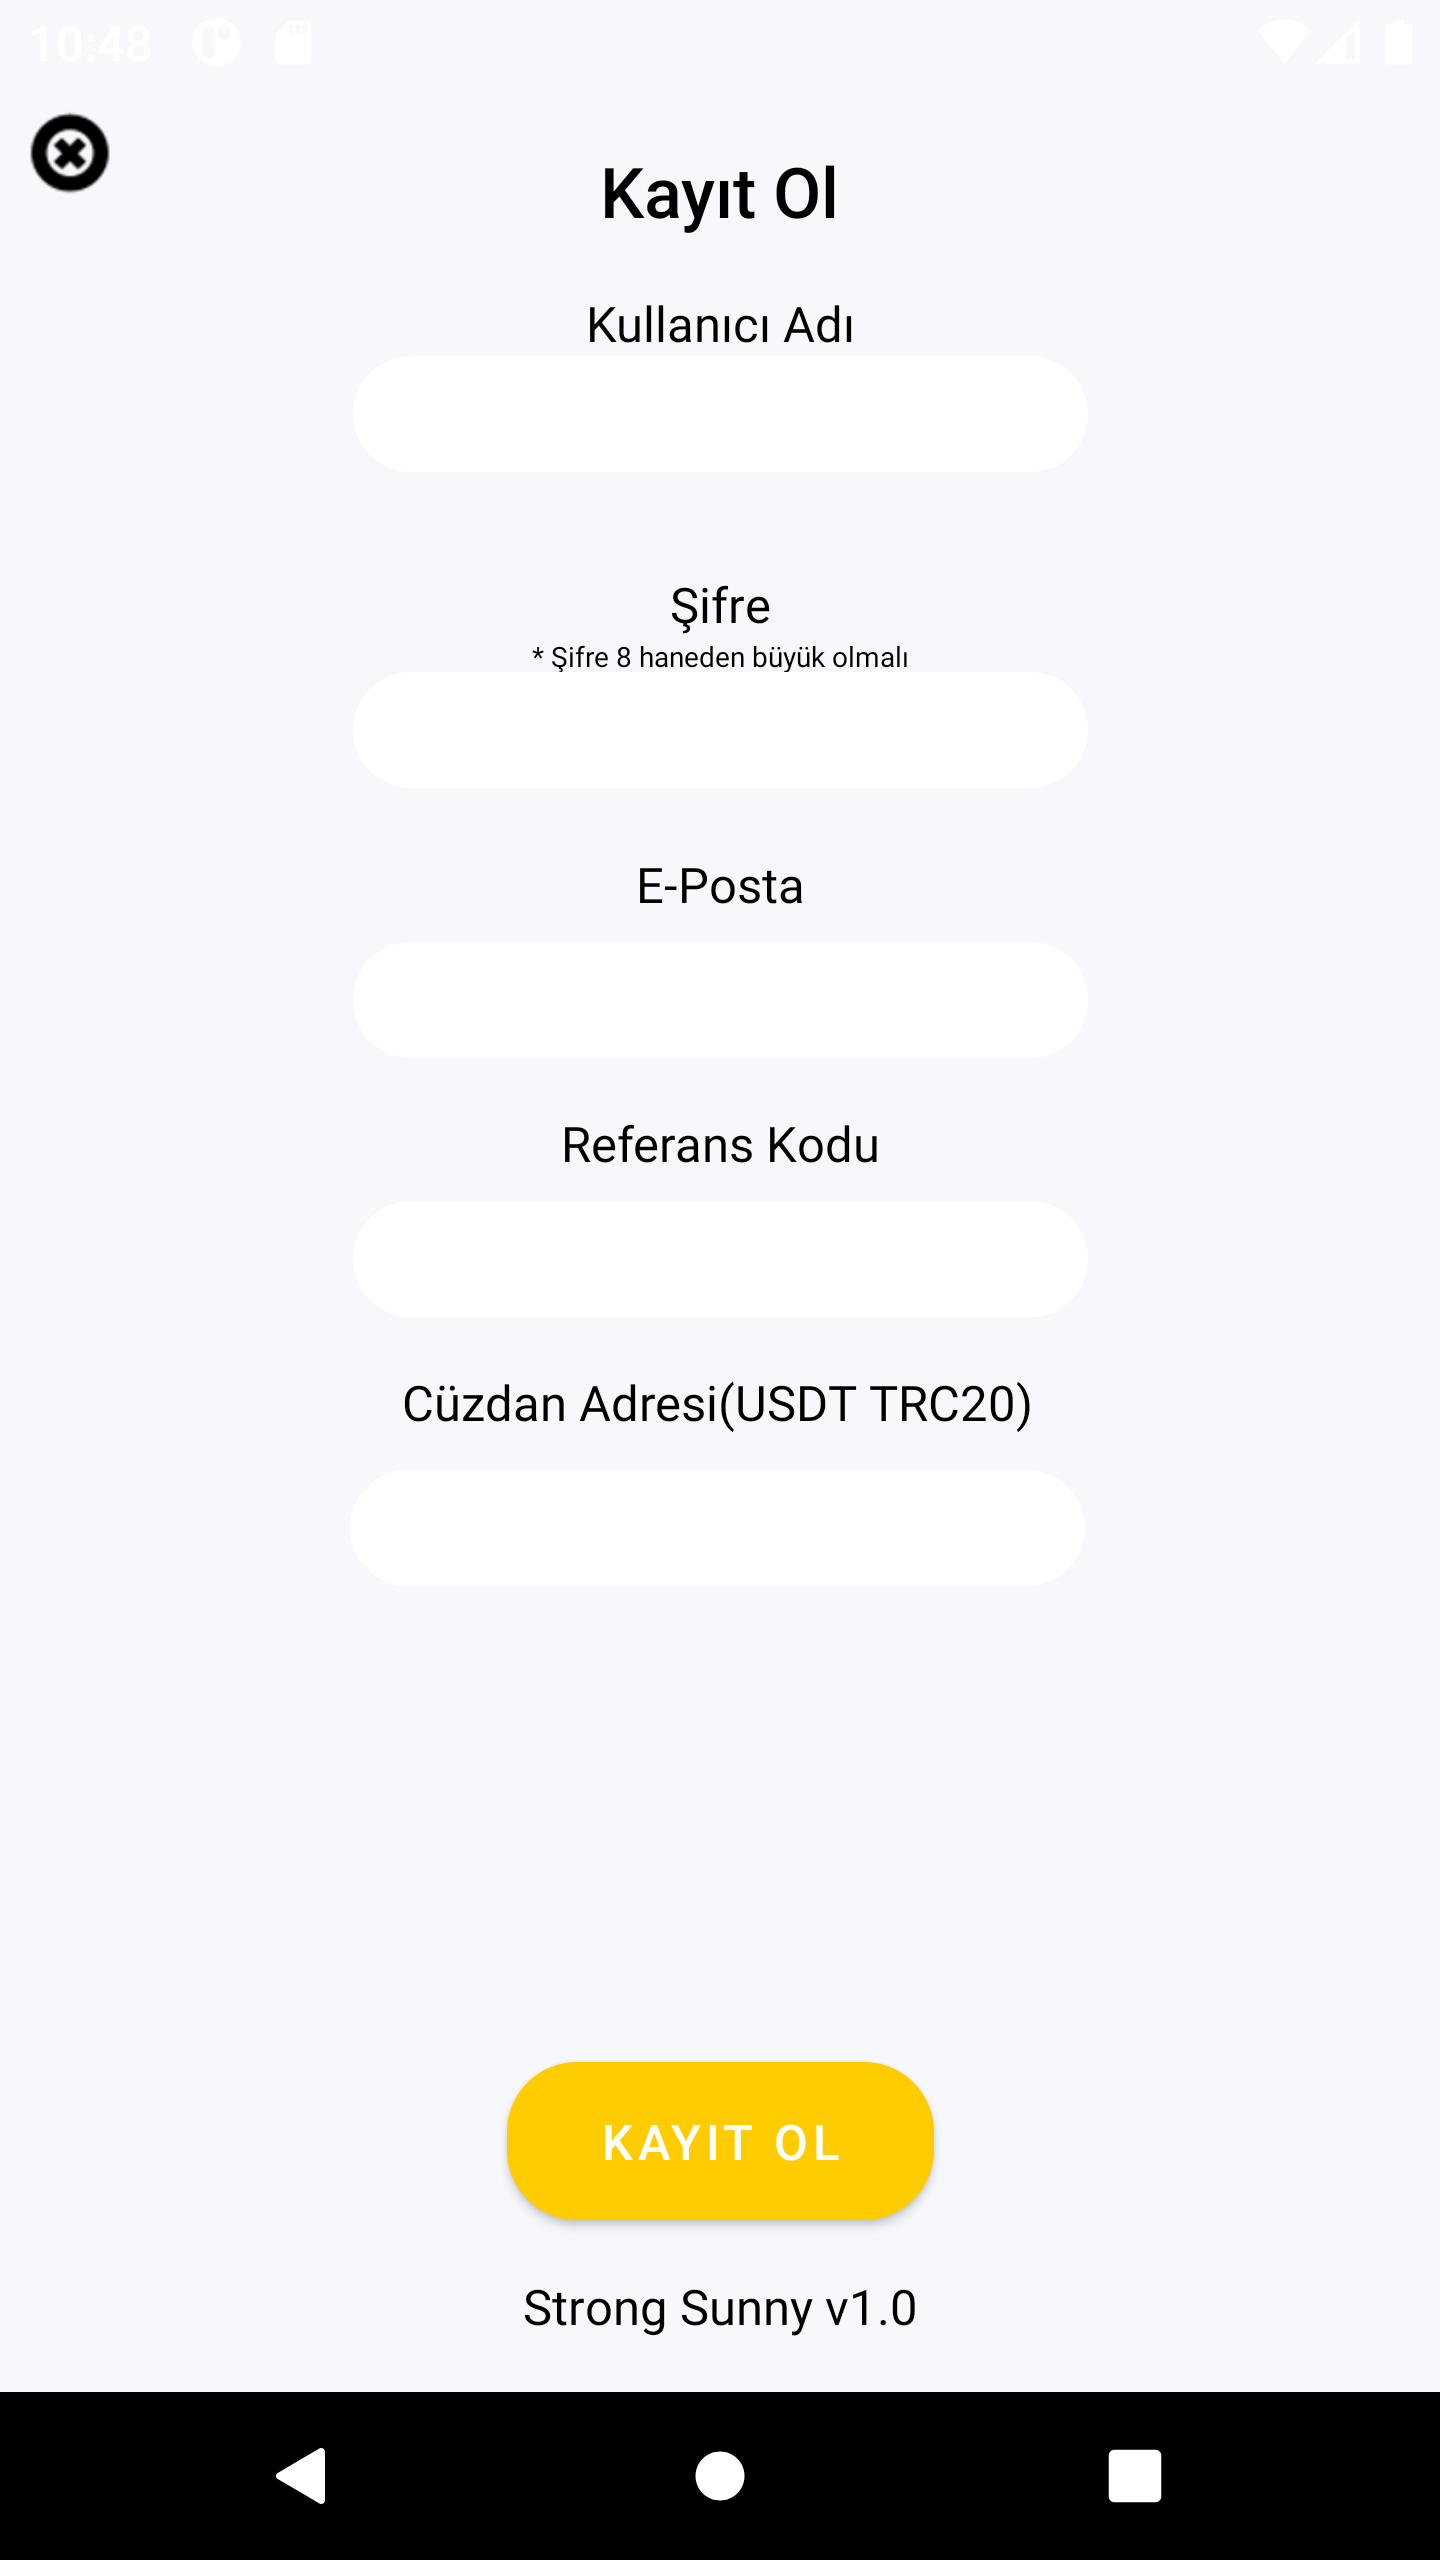 10:48
Kayıt Ol
Kullanıcı Adı
Şifre
* Şifre 8 haneden büyük olmalı
E-Posta
Referans Kodu
Cüzdan Adresi(USDT TRC20)
KAYIT OL
Strong Sunny v1.0